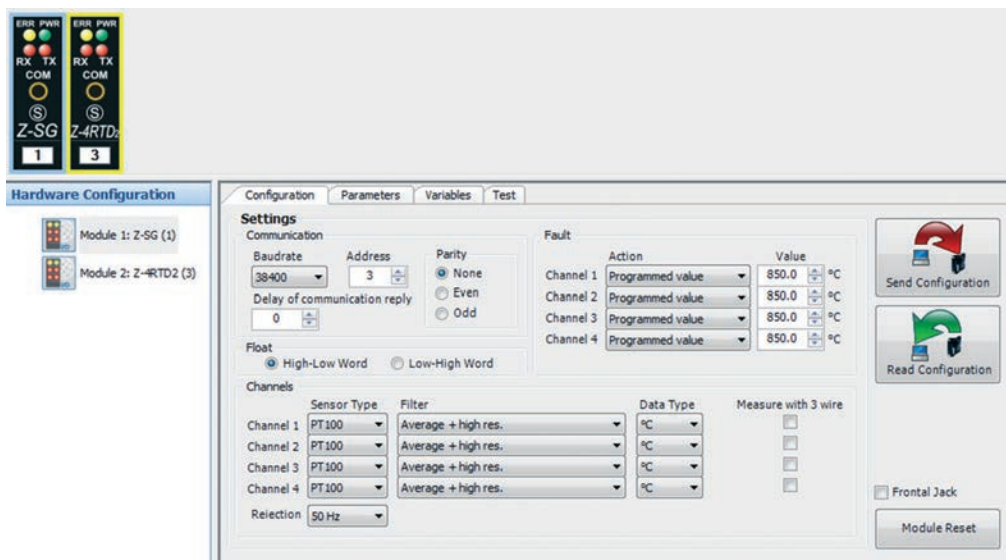 ERR PWR ERR PWR
RX TX RX TX
COM COM
S S
Z-SG Z-4RTD2
1 3
Hardware Configuration
Module 1: Z-SG (1)
Module 2: Z-4RTD2 (3)
Configuration Parameters Variables Test
Settings
Communication
Baudrate Address Parity
38400 3 None
Even
Delay of communication reply
0 Odd
Float
High-Low Word Low-High Word
Fault
Action Value
Channel 1 Programmed value 850.0 °C
Channel 2 Programmed value 850.0 °C
Channel 3 Programmed value 850.0 °C
Channel 4 Programmed value 850.0 °C
Channels
Sensor Type Filter Data Type Measure with 3 wire
Channel 1 PT100 Average + high res. °C
Channel 2 PT100 Average + high res. °C
Channel 3 PT100 Average + high res. °C
Channel 4 PT100 Average + high res. °C
Rejection 50 Hz
Send Configuration
Read Configuration
Frontal Jack
Module Reset